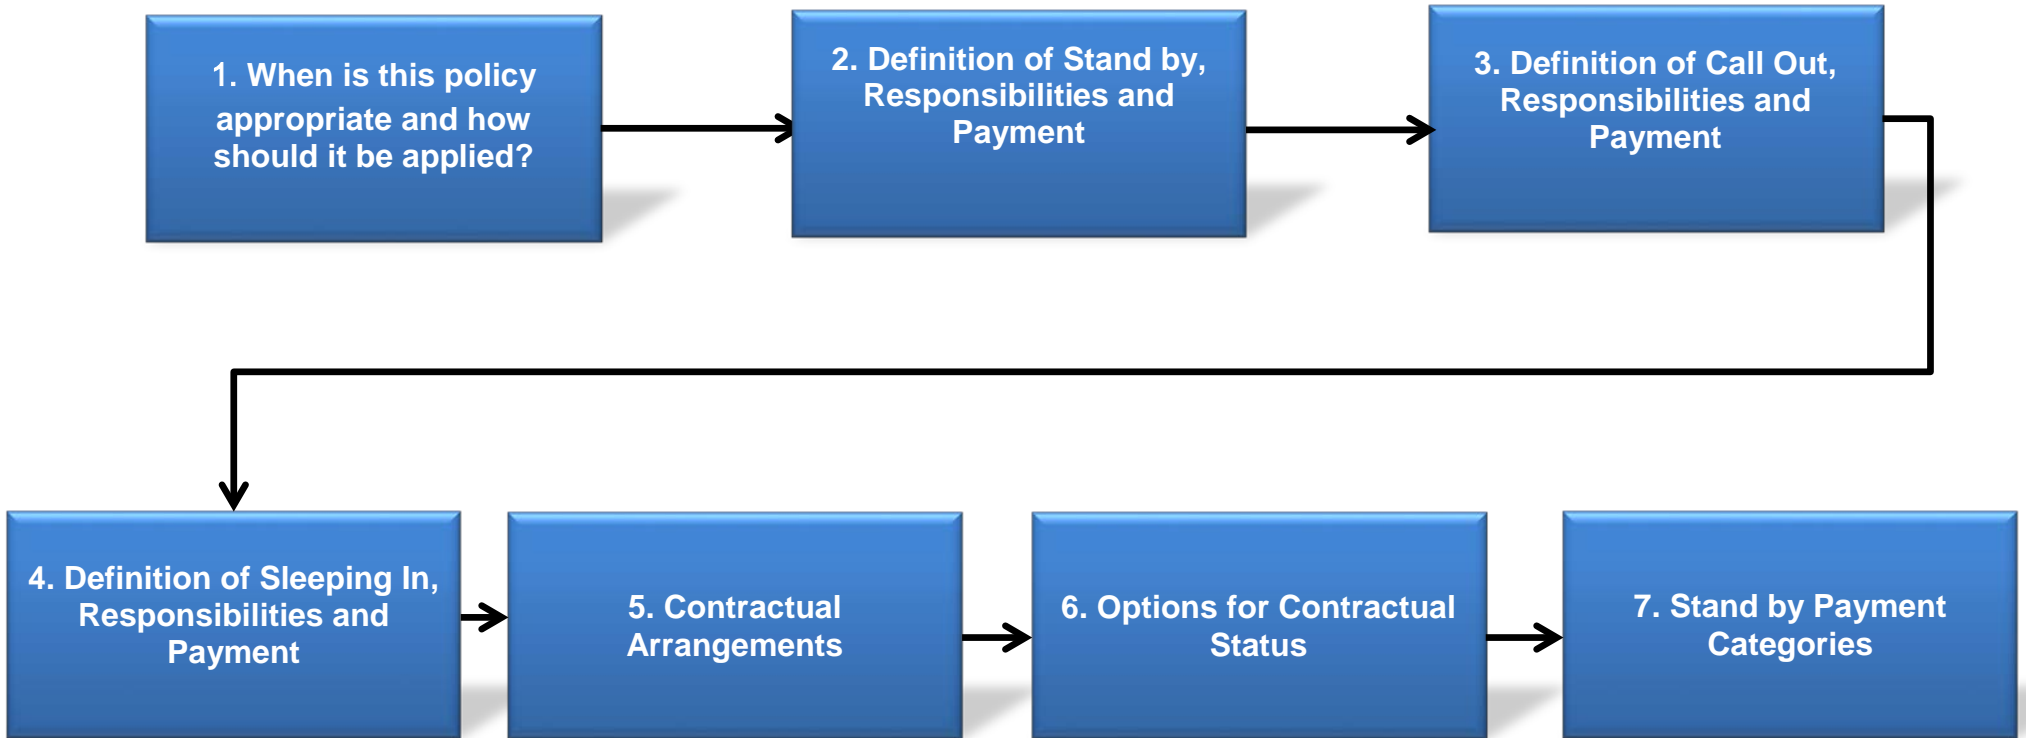 1. When is this policy
appropriate and how
should it be applied?
2. Definition of Stand by,
Responsibilities and
Payment
3. Definition of Call Out,
Responsibilities and
Payment
4. Definition of Sleeping In,
Responsibilities and
Payment
5. Contractual
Arrangements
6. Options for Contractual
Status
7. Stand by Payment
Categories